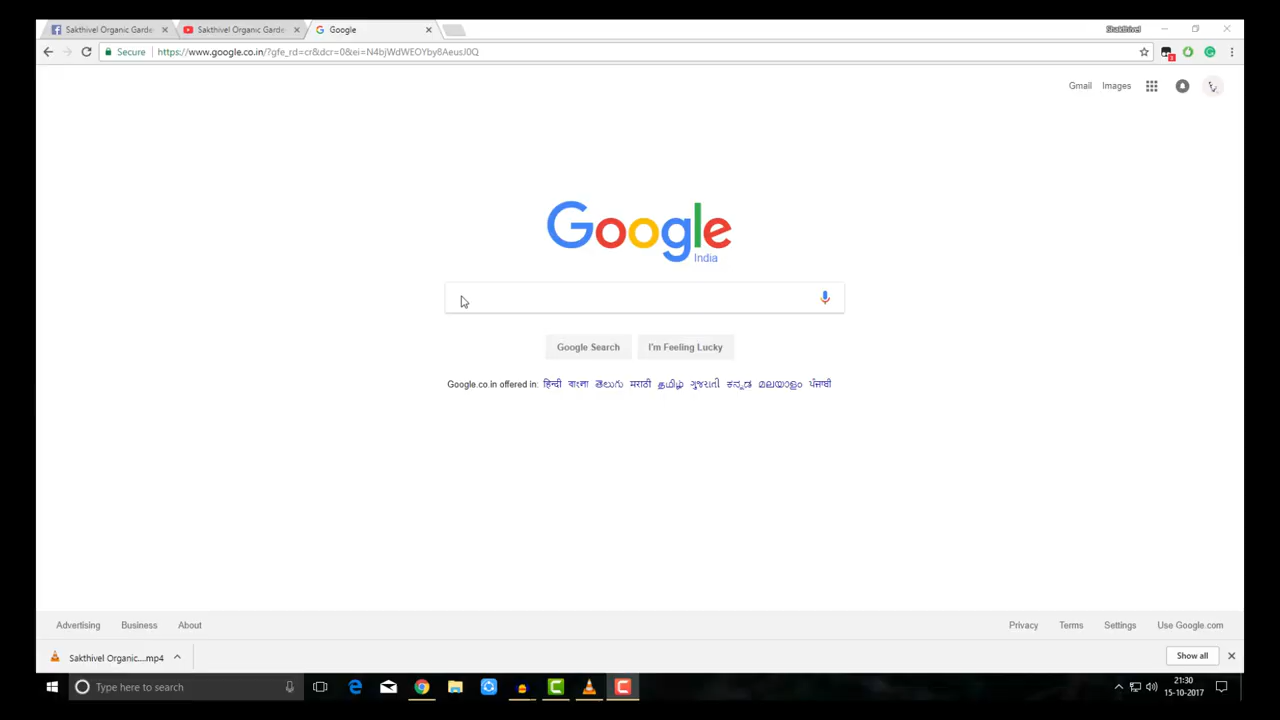 Sakthivel Organic Garde
Sakthivel Organic Garde
Google
Shakthivel
Secure
https://www.google.co.in/?gfe_rd=cr&dcr=0&ei=N4bjWdWEOYby8AeusJ0Q
Gmail Images
Google
India
Google Search I'm Feeling Lucky
Google.co.in offered in: हिन्दी বাংলা తెలుగు मराठी தமிழ் ગુજરાતી ಕನ್ನಡ മലയാളം ਪੰਜਾਬੀ
Advertising Business About Privacy Terms Settings Use Google.com
Sakthivel Organic....mp4 Show all
Type here to search
21:30
15-10-2017